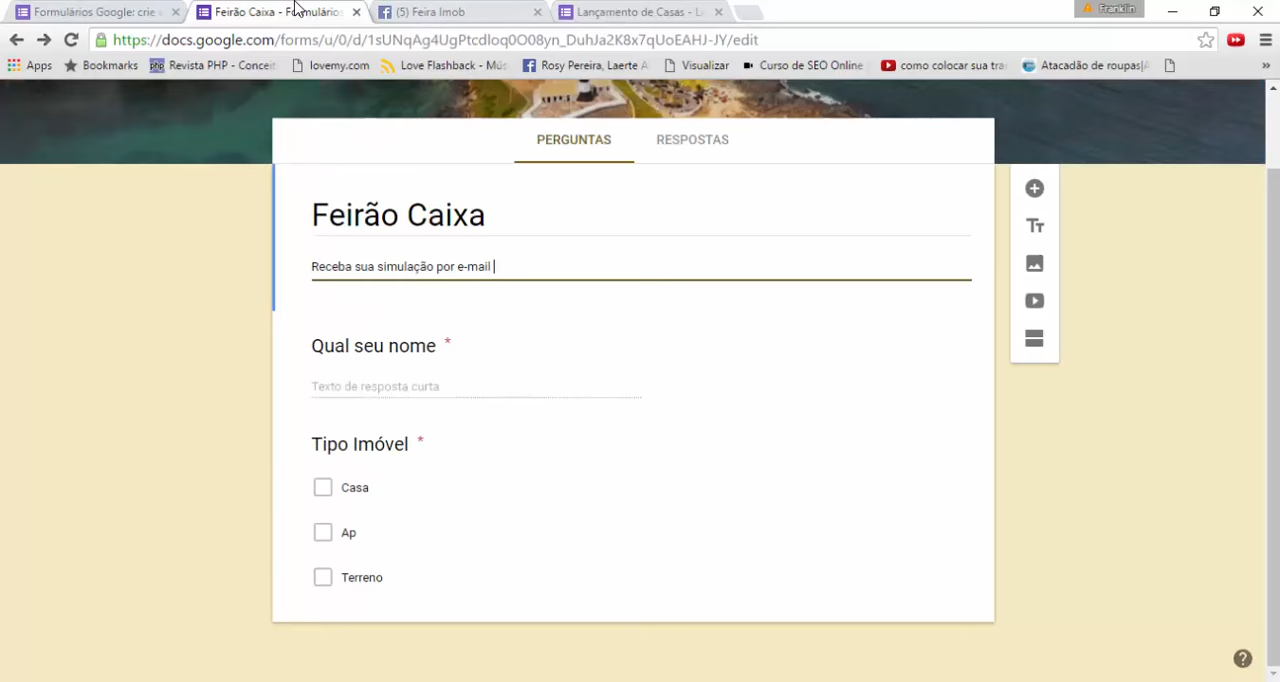 Formulários Google: crie e
Feirão Caixa - Formulários
(5) Feira Imob
Lançamento de Casas - Lo
Franklin
https://docs.google.com/forms/u/0/d/1sUNqAg4UgPtcdloq0O08yn_DuhJa2K8x7qUoEAHJ-JY/edit
Apps
Bookmarks
php
Revista PHP - Conceit
lovemy.com
Love Flashback - Mús
Rosy Pereira, Laerte A
Visualizar
Curso de SEO Online
como colocar sua tra
Atacadão de roupas|A
»
PERGUNTAS
RESPOSTAS
Feirão Caixa
Receba sua simulação por e-mail
Qual seu nome *
Texto de resposta curta
Tipo Imóvel *
Casa
Ap
Terreno